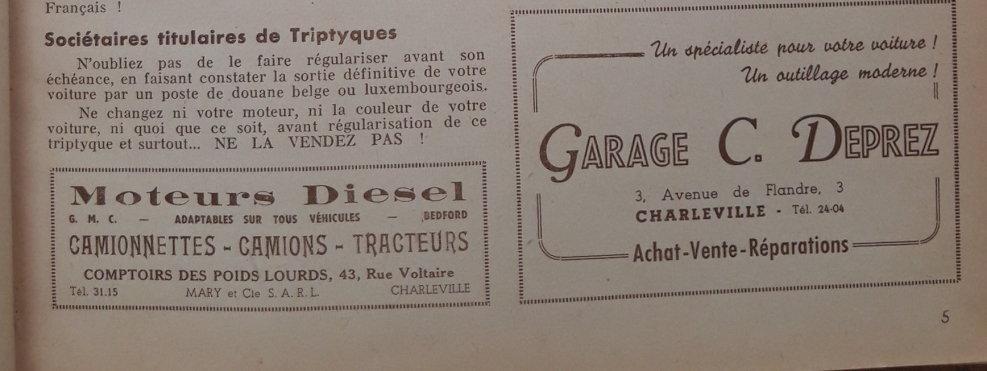 Français !
Sociétaires titulaires de Triptyques
N'oubliez pas de le faire régulariser avant son
échéance, en faisant constater la sortie définitive de votre
voiture par un poste de douane belge ou luxembourgeois.
Ne changez ni votre moteur, ni la couleur de votre
voiture, ni quoi que ce soit, avant régularisation de ce
triptyque et surtout... NE LA VENDEZ PAS !
Moteurs Diesel
G. M. C. — ADAPTABLES SUR TOUS VÉHICULES — BEDFORD
CAMIONNETTES - CAMIONS - TRACTEURS
COMPTOIRS DES POIDS LOURDS, 43, Rue Voltaire
Tél. 31.15 MARY et Cie S. A. R. L. CHARLEVILLE
Un spécialiste pour votre voiture !
Un outillage moderne !
GARAGE C. DEPREZ
3, Avenue de Flandre, 3
CHARLEVILLE - Tél. 24-04
Achat-Vente-Réparations
5